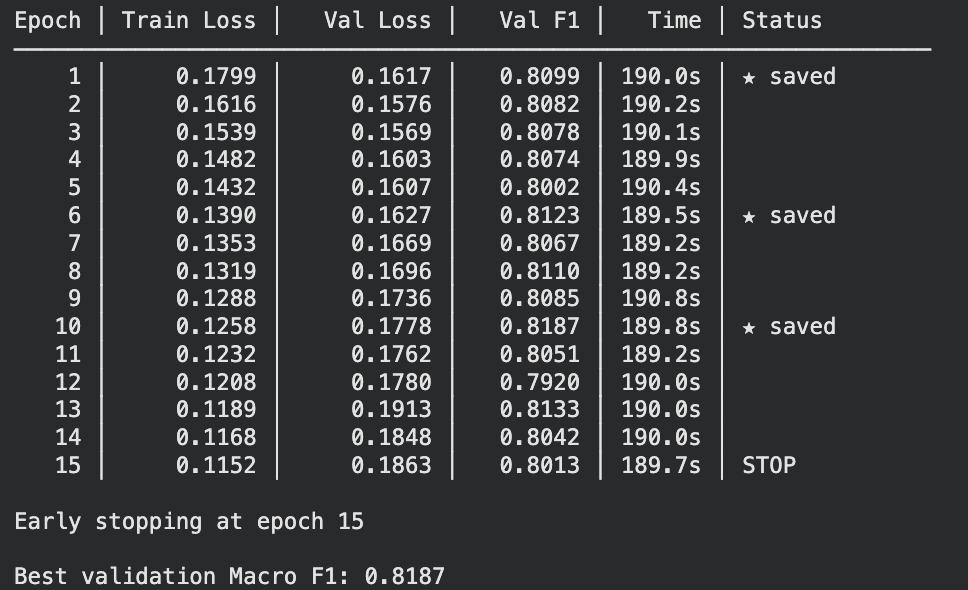 Epoch | Train Loss | Val Loss | Val F1 | Time | Status
1 | 0.1799 | 0.1617 | 0.8099 | 190.0s | ★ saved
2 | 0.1616 | 0.1576 | 0.8082 | 190.2s |
3 | 0.1539 | 0.1569 | 0.8078 | 190.1s |
4 | 0.1482 | 0.1603 | 0.8074 | 189.9s |
5 | 0.1432 | 0.1607 | 0.8002 | 190.4s |
6 | 0.1390 | 0.1627 | 0.8123 | 189.5s | ★ saved
7 | 0.1353 | 0.1669 | 0.8067 | 189.2s |
8 | 0.1319 | 0.1696 | 0.8110 | 189.2s |
9 | 0.1288 | 0.1736 | 0.8085 | 190.8s |
10 | 0.1258 | 0.1778 | 0.8187 | 189.8s | ★ saved
11 | 0.1232 | 0.1762 | 0.8051 | 189.2s |
12 | 0.1208 | 0.1780 | 0.7920 | 190.0s |
13 | 0.1189 | 0.1913 | 0.8133 | 190.0s |
14 | 0.1168 | 0.1848 | 0.8042 | 190.0s |
15 | 0.1152 | 0.1863 | 0.8013 | 189.7s | STOP
Early stopping at epoch 15
Best validation Macro F1: 0.8187